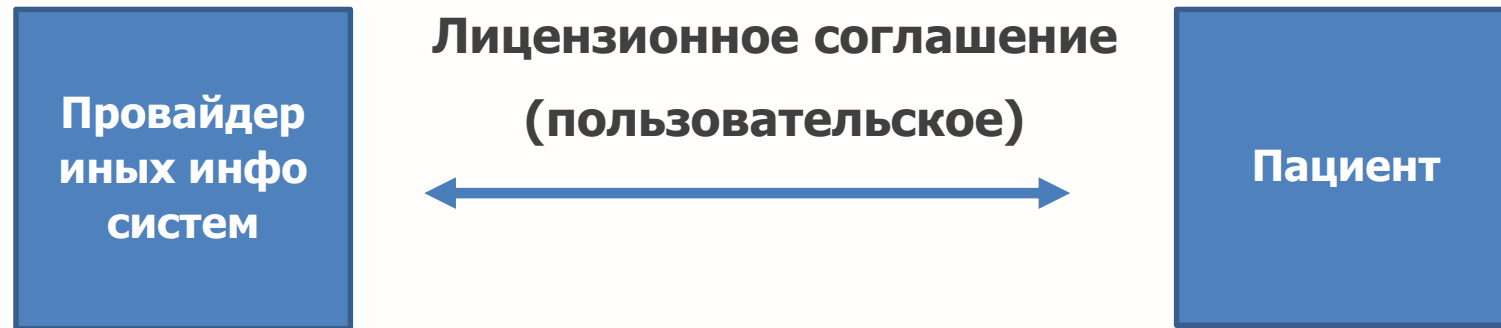 Провайдер
иных инфо
систем
Лицензионное соглашение
(пользовательское)
Пациент